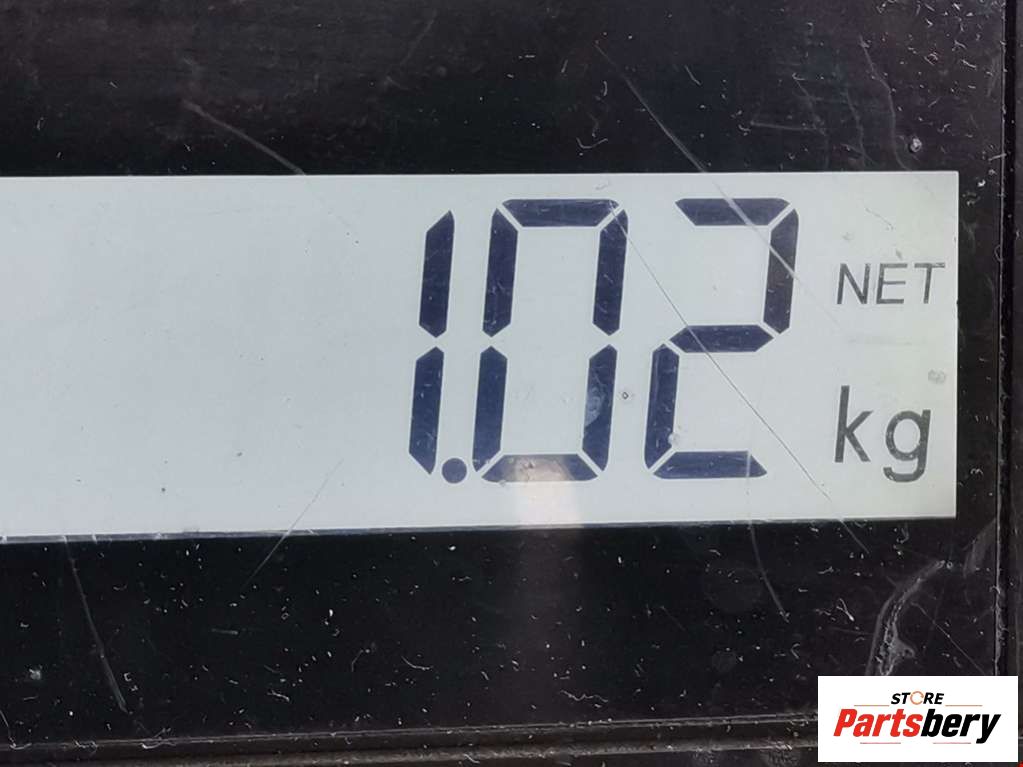 1.02 NET
kg
STORE
Partsbery